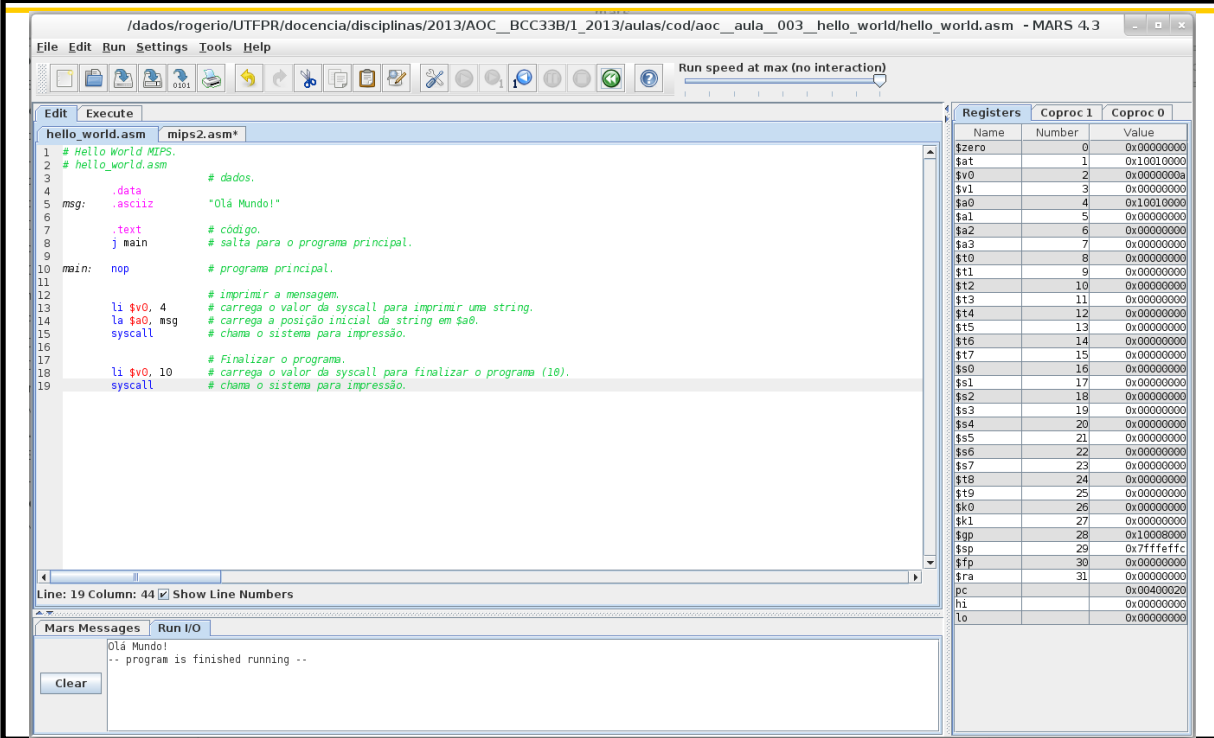 /dados/rogerio/UTFPR/docencia/disciplinas/2013/AOC__BCC33B/1_2013/aulas/cod/aoc__aula__003__hello_world/hello_world.asm - MARS 4.3
File Edit Run Settings Tools Help
Run speed at max (no interaction)
Edit Execute
hello_world.asm mips2.asm*
1 # Hello World MIPS.
2 # hello_world.asm
3 # dados.
4 .data
5 msg: .asciiz "Olá Mundo!"
6
7 .text # código.
8 j main # salta para o programa principal.
9
10 main: nop # programa principal.
11
12 # imprimir a mensagem.
13 li $v0, 4 # carrega o valor da syscall para imprimir uma string.
14 la $a0, msg # carrega a posição inicial da string em $a0.
15 syscall # chama o sistema para impressão.
16
17 # Finalizar o programa.
18 li $v0, 10 # carrega o valor da syscall para finalizar o programa (10).
19 syscall # chama o sistema para impressão.
Line: 19 Column: 44 Show Line Numbers
Mars Messages Run I/O
Olá Mundo!
-- program is finished running --
Clear
Registers Coproc 1 Coproc 0
Name Number Value
$zero 0 0x00000000
$at 1 0x10010000
$v0 2 0x0000000a
$v1 3 0x00000000
$a0 4 0x10010000
$a1 5 0x00000000
$a2 6 0x00000000
$a3 7 0x00000000
$t0 8 0x00000000
$t1 9 0x00000000
$t2 10 0x00000000
$t3 11 0x00000000
$t4 12 0x00000000
$t5 13 0x00000000
$t6 14 0x00000000
$t7 15 0x00000000
$s0 16 0x00000000
$s1 17 0x00000000
$s2 18 0x00000000
$s3 19 0x00000000
$s4 20 0x00000000
$s5 21 0x00000000
$s6 22 0x00000000
$s7 23 0x00000000
$t8 24 0x00000000
$t9 25 0x00000000
$k0 26 0x00000000
$k1 27 0x00000000
$gp 28 0x10008000
$sp 29 0x7fffeffc
$fp 30 0x00000000
$ra 31 0x00000000
pc 0x00400020
hi 0x00000000
lo 0x00000000